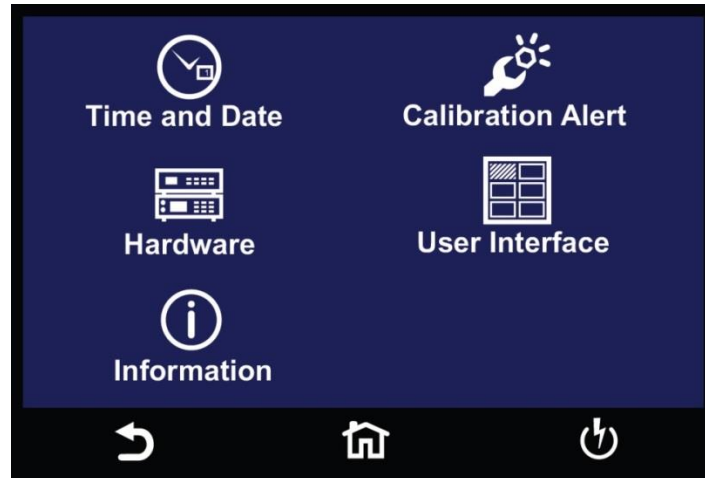 Time and Date
Calibration Alert
Hardware
User Interface
Information